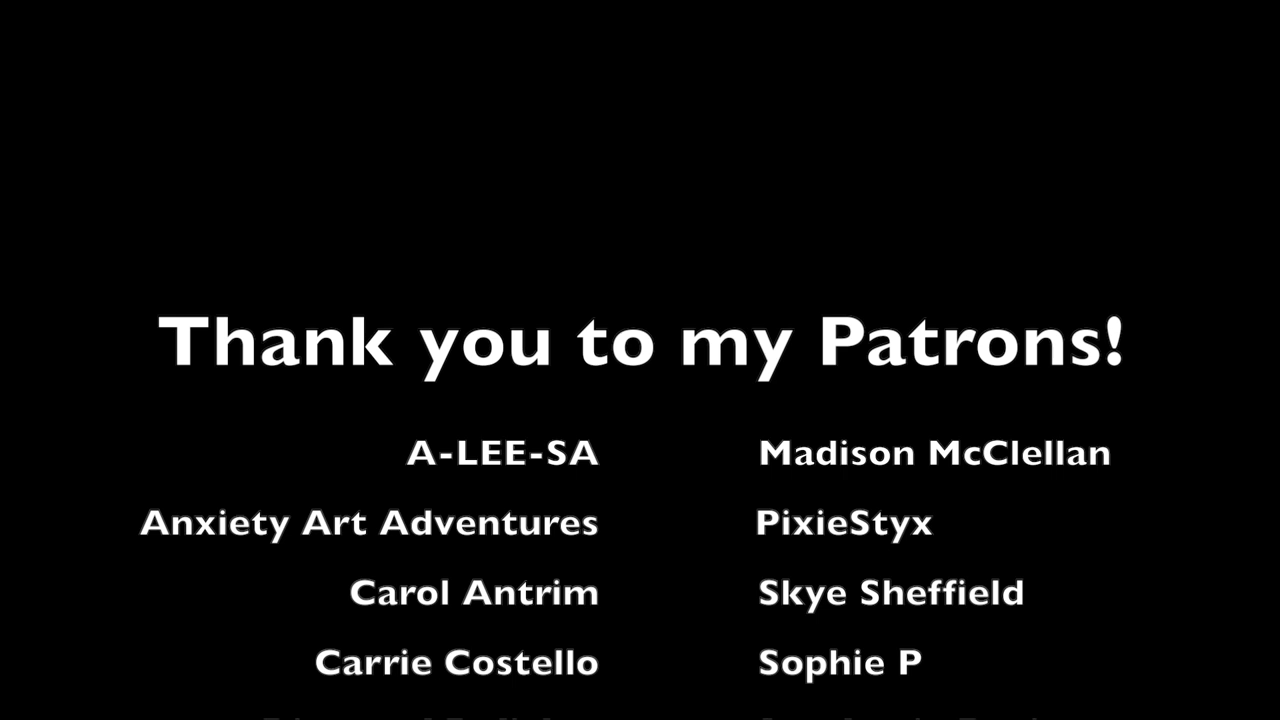 Thank you to my Patrons!
A-LEE-SA Madison McClellan
Anxiety Art Adventures PixieStyx
Carol Antrim Skye Sheffield
Carrie Costello Sophie P